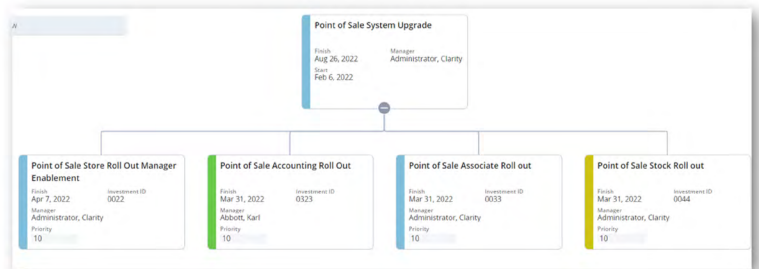 Point of Sale System Upgrade
Finish Manager
Aug 26, 2022 Administrator, Clarity
Start
Feb 6, 2022
Point of Sale Store Roll Out Manager
Enablement
Finish Investment ID
Apr 7, 2022 0022
Manager
Administrator, Clarity
Priority
10
Point of Sale Accounting Roll Out
Finish Investment ID
Mar 31, 2022 0323
Manager
Abbott, Karl
Priority
10
Point of Sale Associate Roll out
Finish Investment ID
Mar 31, 2022 0033
Manager
Administrator, Clarity
Priority
10
Point of Sale Stock Roll out
Finish Investment ID
Mar 31, 2022 0044
Manager
Administrator, Clarity
Priority
10